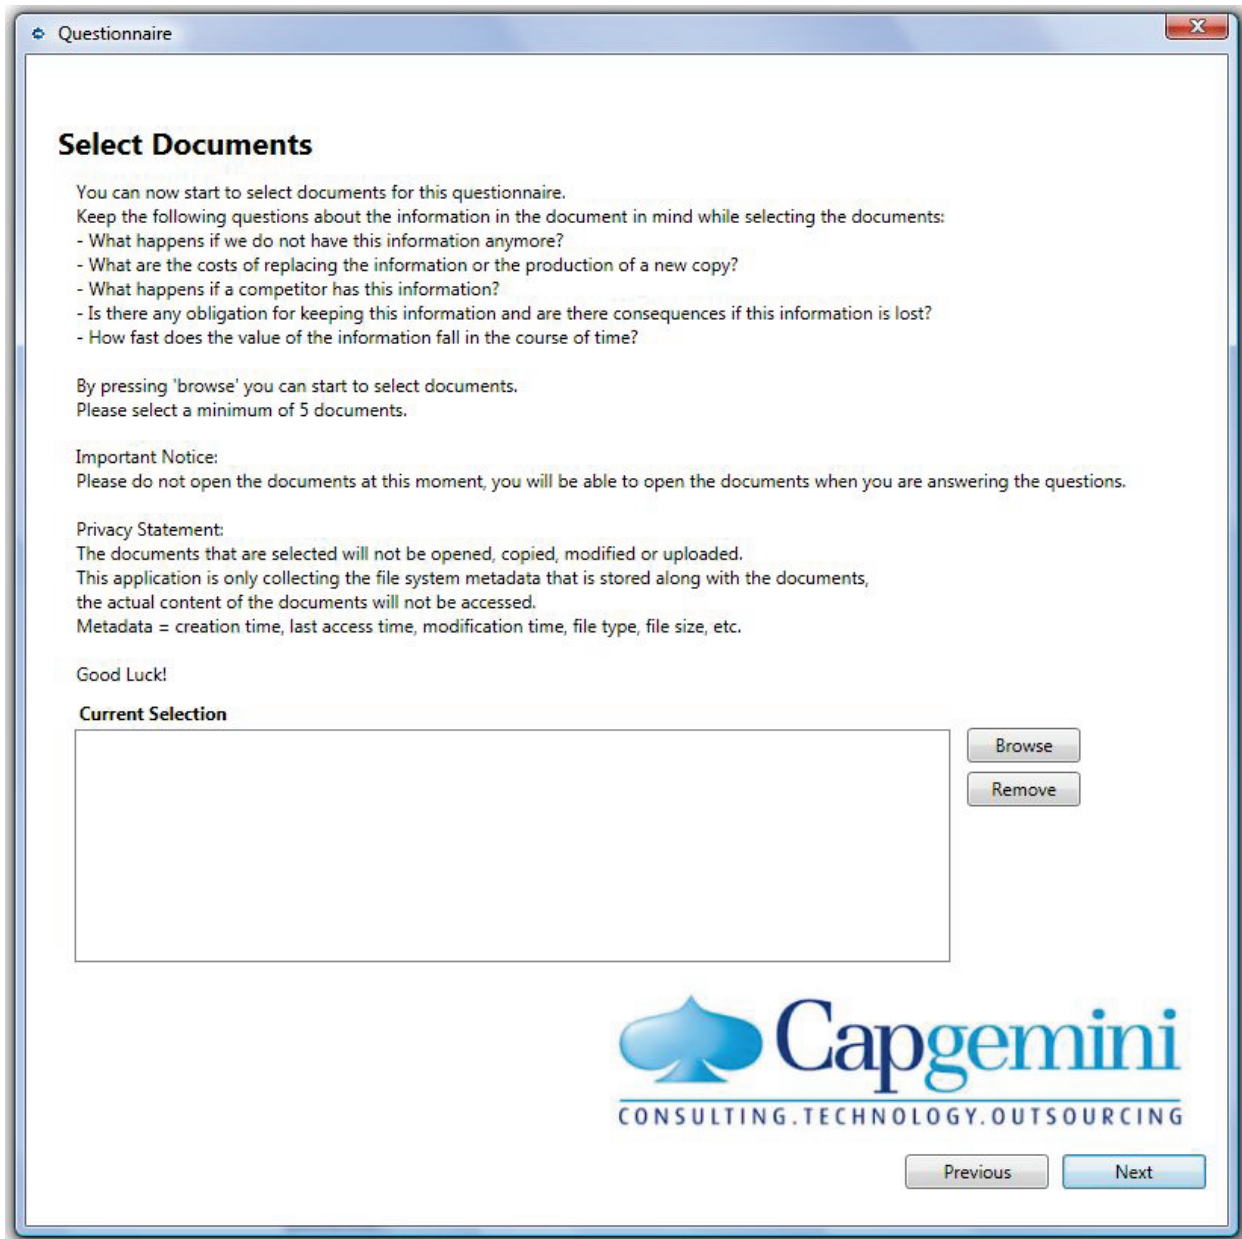 Questionnaire
X
Select Documents
You can now start to select documents for this questionnaire.
Keep the following questions about the information in the document in mind while selecting the documents:
- What happens if we do not have this information anymore?
- What are the costs of replacing the information or the production of a new copy?
- What happens if a competitor has this information?
- Is there any obligation for keeping this information and are there consequences if this information is lost?
- How fast does the value of the information fall in the course of time?
By pressing 'browse' you can start to select documents.
Please select a minimum of 5 documents.
Important Notice:
Please do not open the documents at this moment, you will be able to open the documents when you are answering the questions.
Privacy Statement:
The documents that are selected will not be opened, copied, modified or uploaded.
This application is only collecting the file system metadata that is stored along with the documents,
the actual content of the documents will not be accessed.
Metadata = creation time, last access time, modification time, file type, file size, etc.
Good Luck!
Current Selection
Browse
Remove
Capgemini
CONSULTING.TECHNOLOGY.OUTSOURCING
Previous
Next